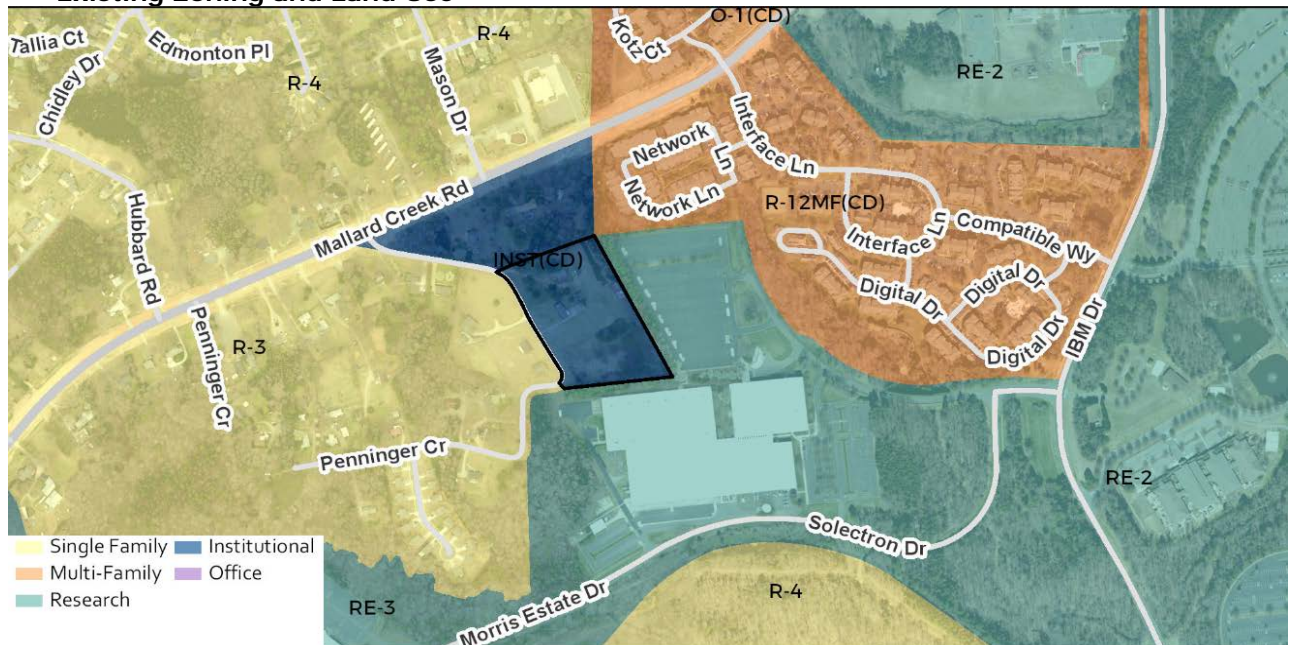 Existing Zoning and Land Use
O-1(CD)
Tallia Ct
Edmonton Pl
Chidley Dr
R-4
R-4
Mason Dr
Kotz Ct
RE-2
Interface Ln
Network
Ln
Network Ln
Mallard Creek Rd
Hubbard Rd
R-12MF(CD)
Interface Ln
Compatible Wy
INST(CD)
Digital Dr
Digital Dr
Digital Dr
IBM Dr
Penninger Cr
R-3
Penninger Cr
RE-2
Solectron Dr
Single Family
Institutional
Multi-Family
Office
Research
RE-3
Morris Estate Dr
R-4